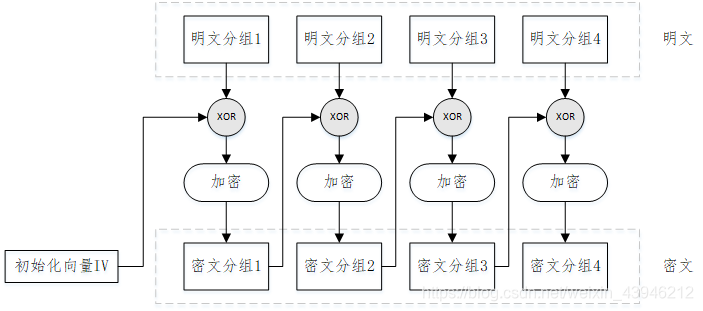 明文分组1 明文分组2 明文分组3 明文分组4 明文
XOR XOR XOR XOR
加密 加密 加密 加密
初始化向量IV 密文分组1 密文分组2 密文分组3 密文分组4 密文
https://blog.csdn.net/weixin_43946212